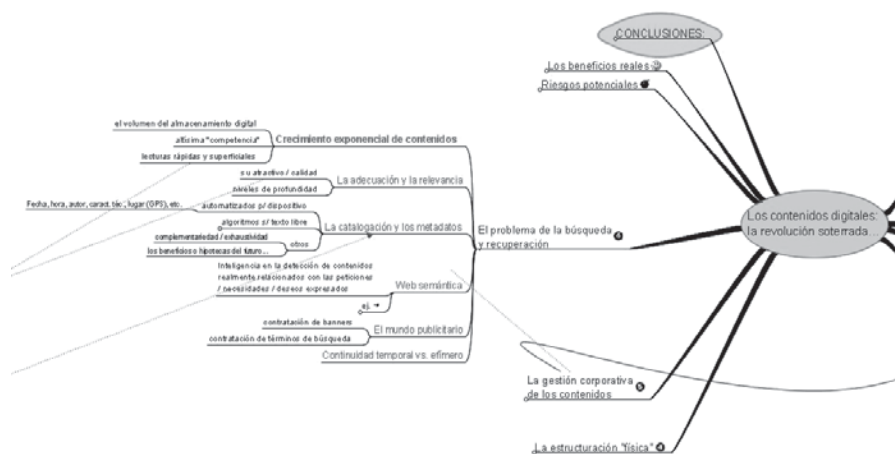 CONCLUSIONES:
Los beneficios reales
Riesgos potenciales
Los contenidos digitales:
la revolución soterrada...
El problema de la búsqueda
y recuperación
Crecimiento exponencial de contenidos
el volumen del almacenamiento digital
altísima "competencia"
lecturas rápidas y superficiales
La adecuación y la relevancia
su atractivo / calidad
niveles de profundidad
La catalogación y los metadatos
automatizados p/ dispositivo
Fecha, hora, autor, caract. téc., lugar (GPS), etc.
algoritmos s/ texto libre
otros
complementariedad / exhaustividad
los beneficios o hipotecas del futuro...
Web semántica
Inteligencia en la detección de contenidos
realmente relacionados con las peticiones
/ necesidades / deseos expresados
ej.
El mundo publicitario
contratación de banners
contratación de términos de búsqueda
Continuidad temporal vs. efímero
La gestión corporativa
de los contenidos
La estructuración "física"